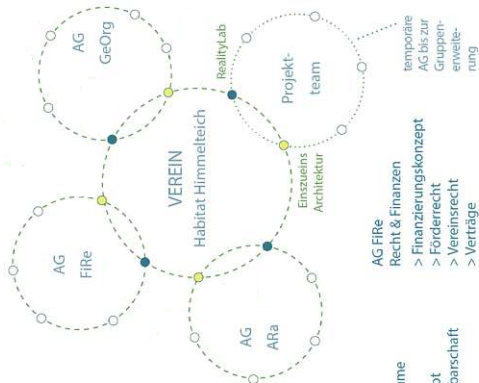 AG
GeOrg
RealityLab
Projekt-
team
temporäre
AG bis zur
Gruppen-
erweite-
rung
VEREIN
Habitat Himmelteich
Einszueins
Architektur
AG
FiRe
AG
ARa
AG FiRe
Recht & Finanzen
> Finanzierungskonzept
> Förderrecht
> Vereinsrecht
> Verträge
barschaft